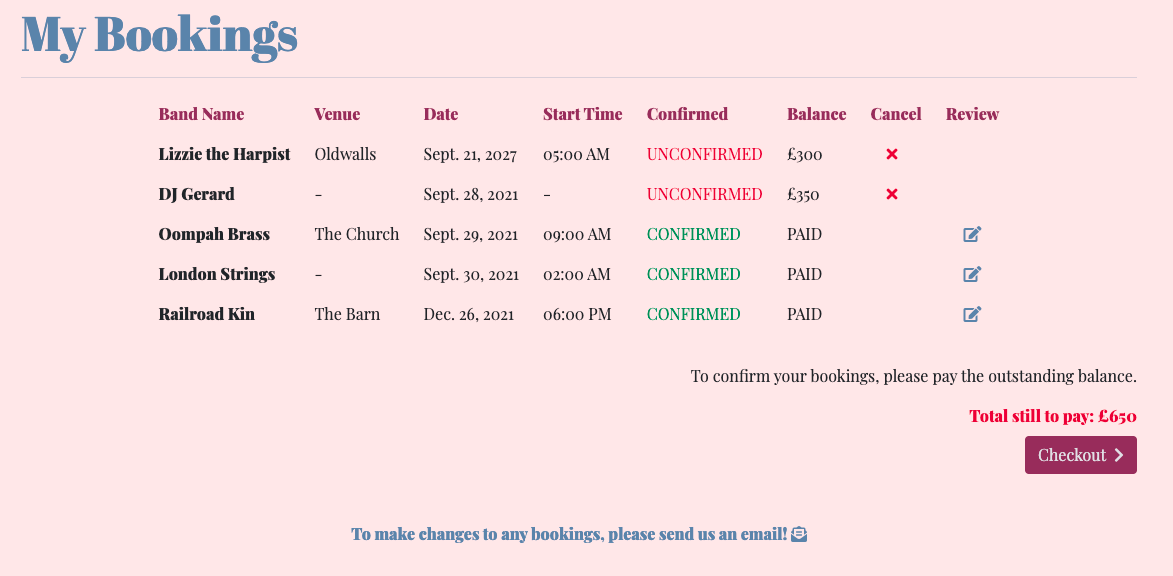 My Bookings
Band Name Venue Date Start Time Confirmed Balance Cancel Review
Lizzie the Harpist Oldwalls Sept. 21, 2027 05:00 AM UNCONFIRMED £300
DJ Gerard - Sept. 28, 2021 - UNCONFIRMED £350
Oompah Brass The Church Sept. 29, 2021 09:00 AM CONFIRMED PAID
London Strings - Sept. 30, 2021 02:00 AM CONFIRMED PAID
Railroad Kin The Barn Dec. 26, 2021 06:00 PM CONFIRMED PAID
To confirm your bookings, please pay the outstanding balance.
Total still to pay: £650
Checkout
To make changes to any bookings, please send us an email!